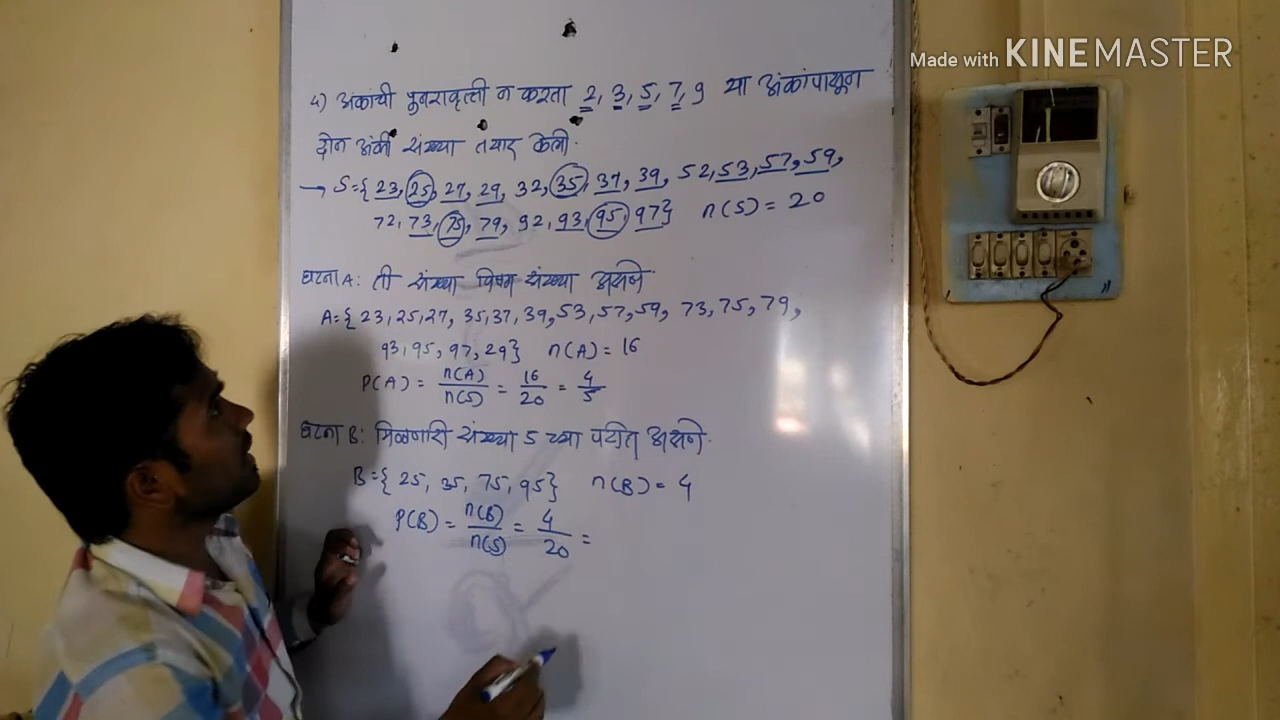 Made with KINEMASTER
4) अंकांची पुनरावृत्ती न करता 2, 3, 5, 7, 9 या अंकांपासून
दोन अंकी संख्या तयार केली.
→ S={ 23, 25, 27, 29, 32, 35, 37, 39, 52, 53, 57, 59,
72, 73, 75, 79, 92, 93, 95, 97} n(S) = 20
घटना A: ती संख्या विषम संख्या असणे.
A={ 23, 25, 27, 35, 37, 39, 53, 57, 59, 73, 75, 79,
93, 95, 97, 29} n(A) = 16
P(A) = n(A)/n(S) = 16/20 = 4/5
घटना B: मिळणारी संख्या 5 च्या पटीत असणे.
B={ 25, 35, 75, 95} n(B) = 4
P(B) = n(B)/n(S) = 4/20 =